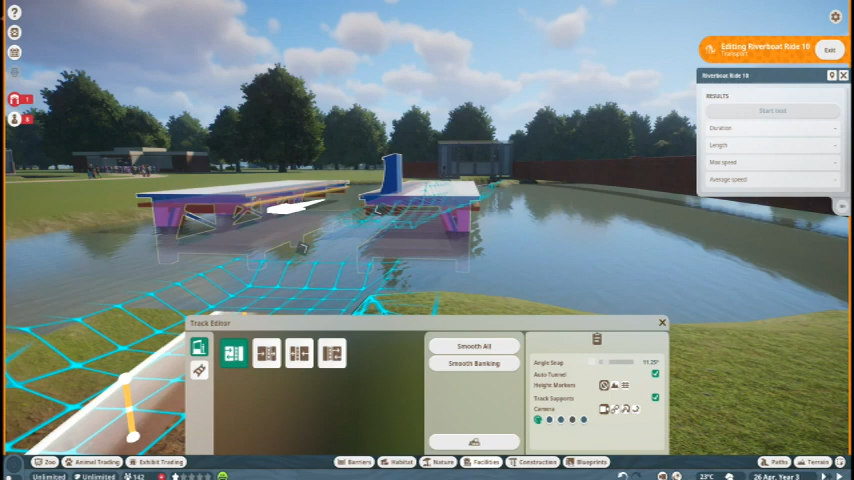 ?
Editing Riverboat Ride 10
Transport
Exit
Riverboat Ride 10
RESULTS
Start test
Duration -
Length -
Max speed -
Average speed -
1
Track Editor
Smooth All
Smooth Banking
Angle Snap 11.25°
Auto-Tunnel
Height Markers
Track Supports
Camera
Zoo
Animal Trading
Exhibit Trading
Barriers
Habitat
Nature
Facilities
Construction
Blueprints
Paths
Terrain
Unlimited
Unlimited
142
23°C
26 Apr, Year 3